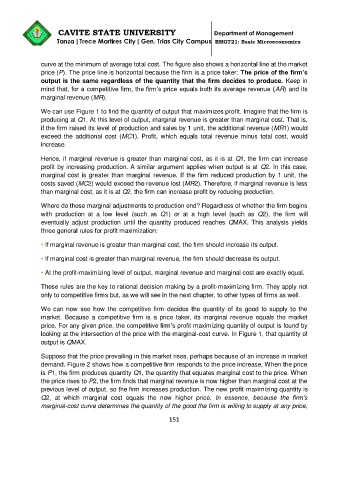 CAVITE STATE UNIVERSITY
Department of Management
Tanza | Trece Martires City | Gen. Trias City Campus
BMGT21: Basic Microeconomics
curve at the minimum of average total cost. The figure also shows a horizontal line at the market
price (P). The price line is horizontal because the firm is a price taker: The price of the firm's
output is the same regardless of the quantity that the firm decides to produce. Keep in
mind that, for a competitive firm, the firm's price equals both its average revenue (AR) and its
marginal revenue (MR).
We can use Figure 1 to find the quantity of output that maximizes profit. Imagine that the firm is
producing at Q1. At this level of output, marginal revenue is greater than marginal cost. That is,
if the firm raised its level of production and sales by 1 unit, the additional revenue (MR1) would
exceed the additional cost (MC1). Profit, which equals total revenue minus total cost, would
increase.
Hence, if marginal revenue is greater than marginal cost, as it is at Q1, the firm can increase
profit by increasing production. A similar argument applies when output is at Q2. In this case,
marginal cost is greater than marginal revenue. If the firm reduced production by 1 unit, the
costs saved (MC2) would exceed the revenue lost (MR2). Therefore, if marginal revenue is less
than marginal cost, as it is at Q2, the firm can increase profit by reducing production.
Where do these marginal adjustments to production end? Regardless of whether the firm begins
with production at a low level (such as Q1) or at a high level (such as Q2), the firm will
eventually adjust production until the quantity produced reaches QMAX. This analysis yields
three general rules for profit maximization:
- If marginal revenue is greater than marginal cost, the firm should increase its output.
- If marginal cost is greater than marginal revenue, the firm should decrease its output.
- At the profit-maximizing level of output, marginal revenue and marginal cost are exactly equal.
These rules are the key to rational decision making by a profit-maximizing firm. They apply not
only to competitive firms but, as we will see in the next chapter, to other types of firms as well.
We can now see how the competitive firm decides the quantity of its good to supply to the
market. Because a competitive firm is a price taker, its marginal revenue equals the market
price. For any given price, the competitive firm's profit maximizing quantity of output is found by
looking at the intersection of the price with the marginal-cost curve. In Figure 1, that quantity of
output is QMAX.
Suppose that the price prevailing in this market rises, perhaps because of an increase in market
demand. Figure 2 shows how a competitive firm responds to the price increase. When the price
is P1, the firm produces quantity Q1, the quantity that equates marginal cost to the price. When
the price rises to P2, the firm finds that marginal revenue is now higher than marginal cost at the
previous level of output, so the firm increases production. The new profit-maximizing quantity is
Q2, at which marginal cost equals the new higher price. In essence, because the firm's
marginal-cost curve determines the quantity of the good the firm is willing to supply at any price,
151